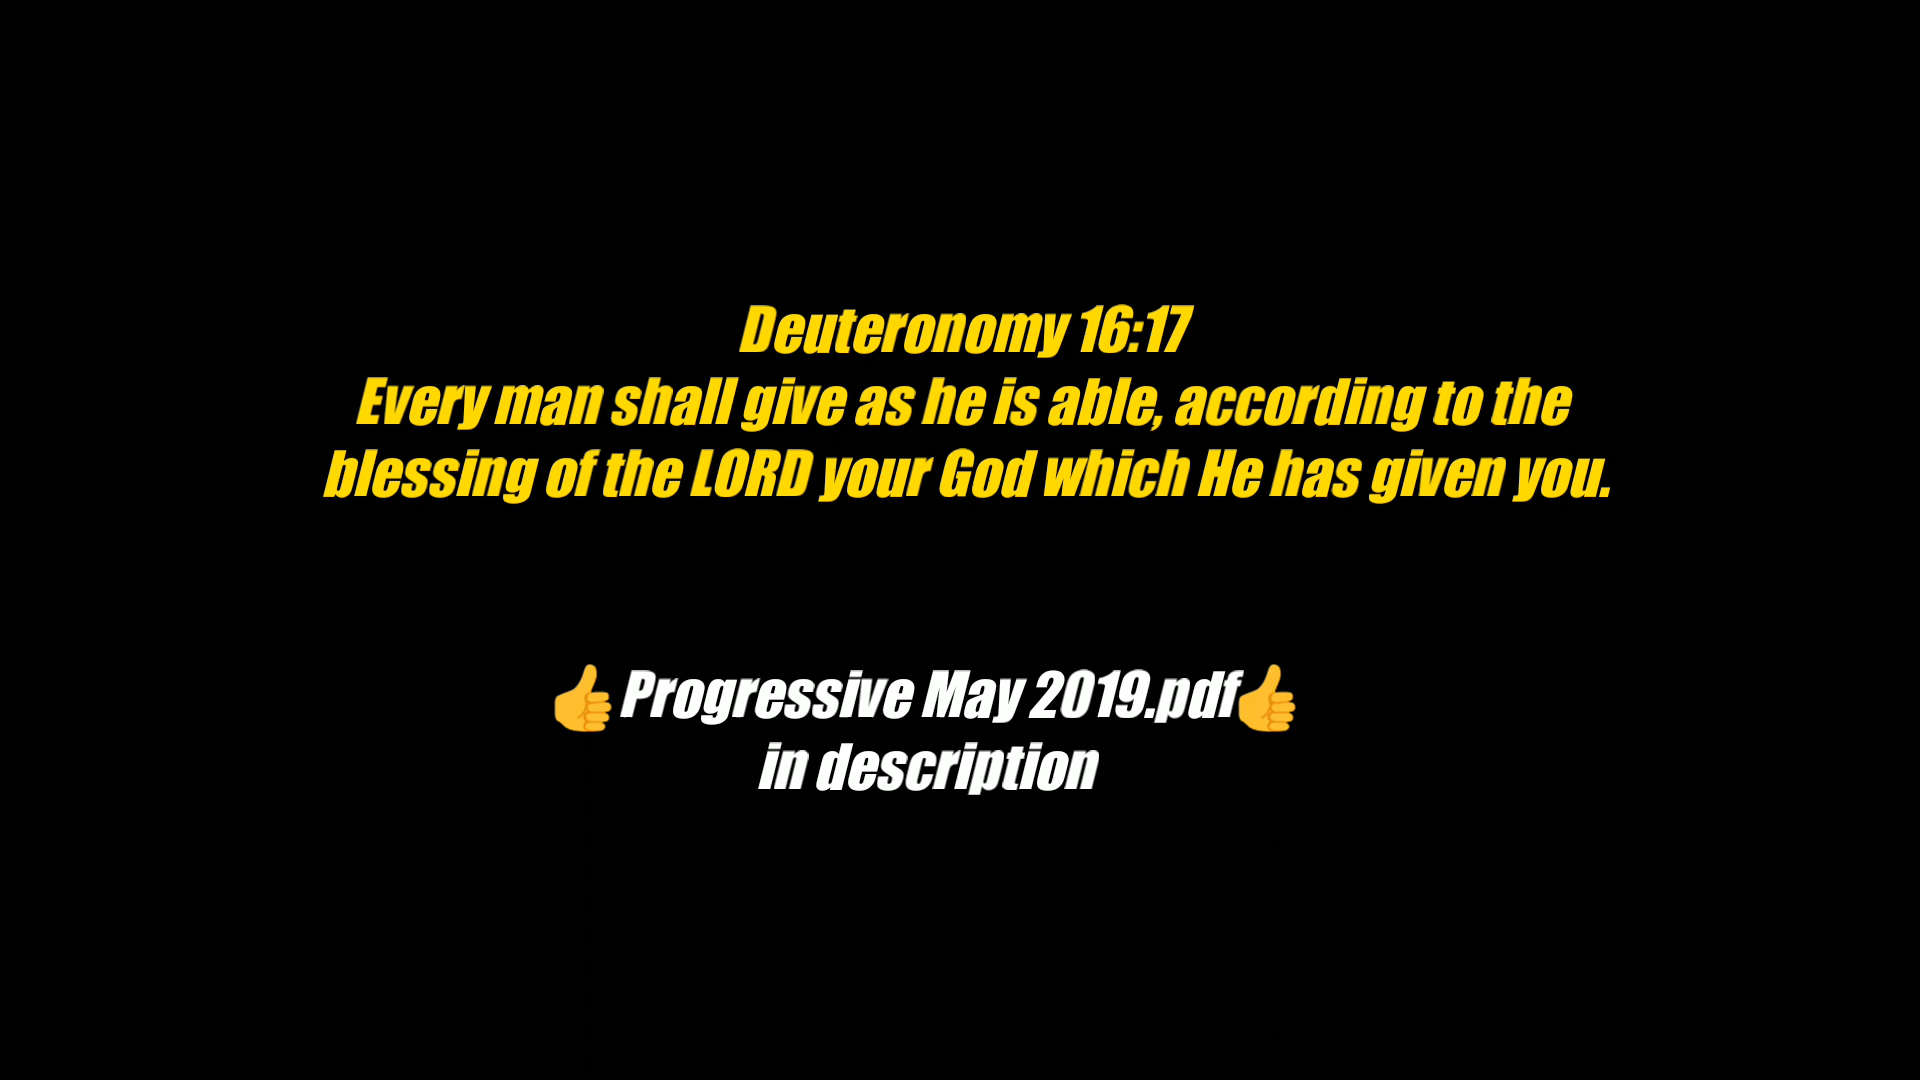 Deuteronomy 16:17
Every man shall give as he is able, according to the
blessing of the LORD your God which He has given you.
👍Progressive May 2019.pdf👍
in description